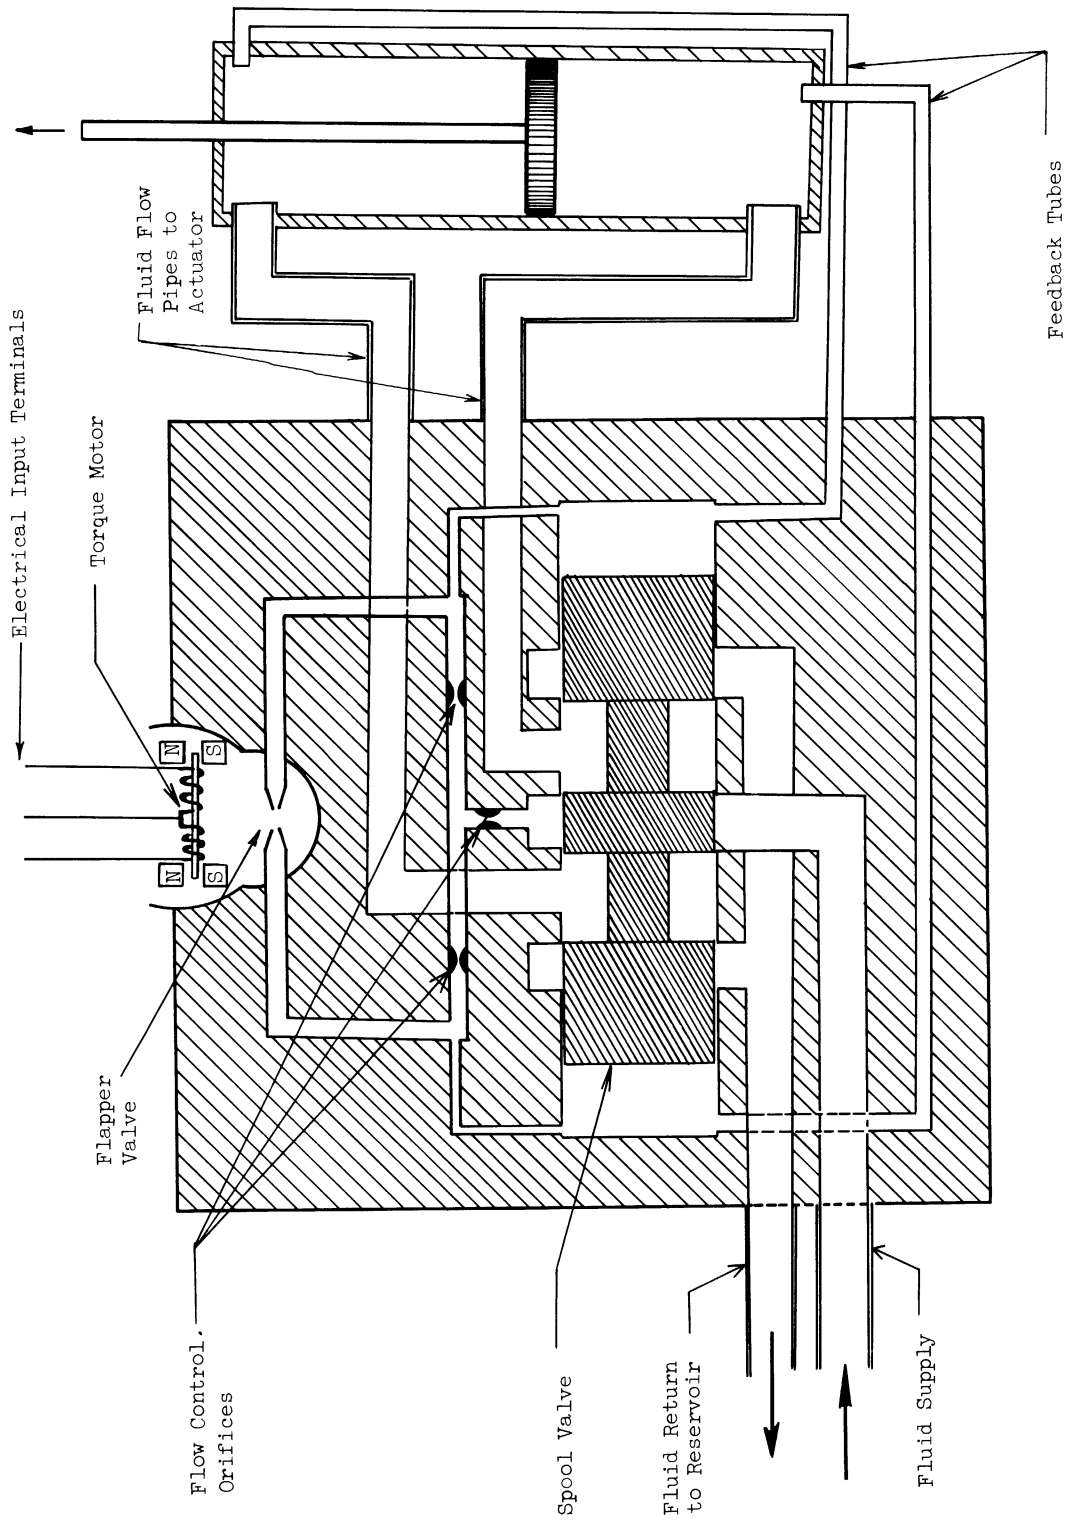 Electrical Input Terminals
Torque Motor
Fluid Flow
Pipes to
Actuator
N
S
N
S
Flapper
Valve
Flow Control.
Orifices
Spool Valve
Fluid Return
to Reservoir
Fluid Supply
Feedback Tubes